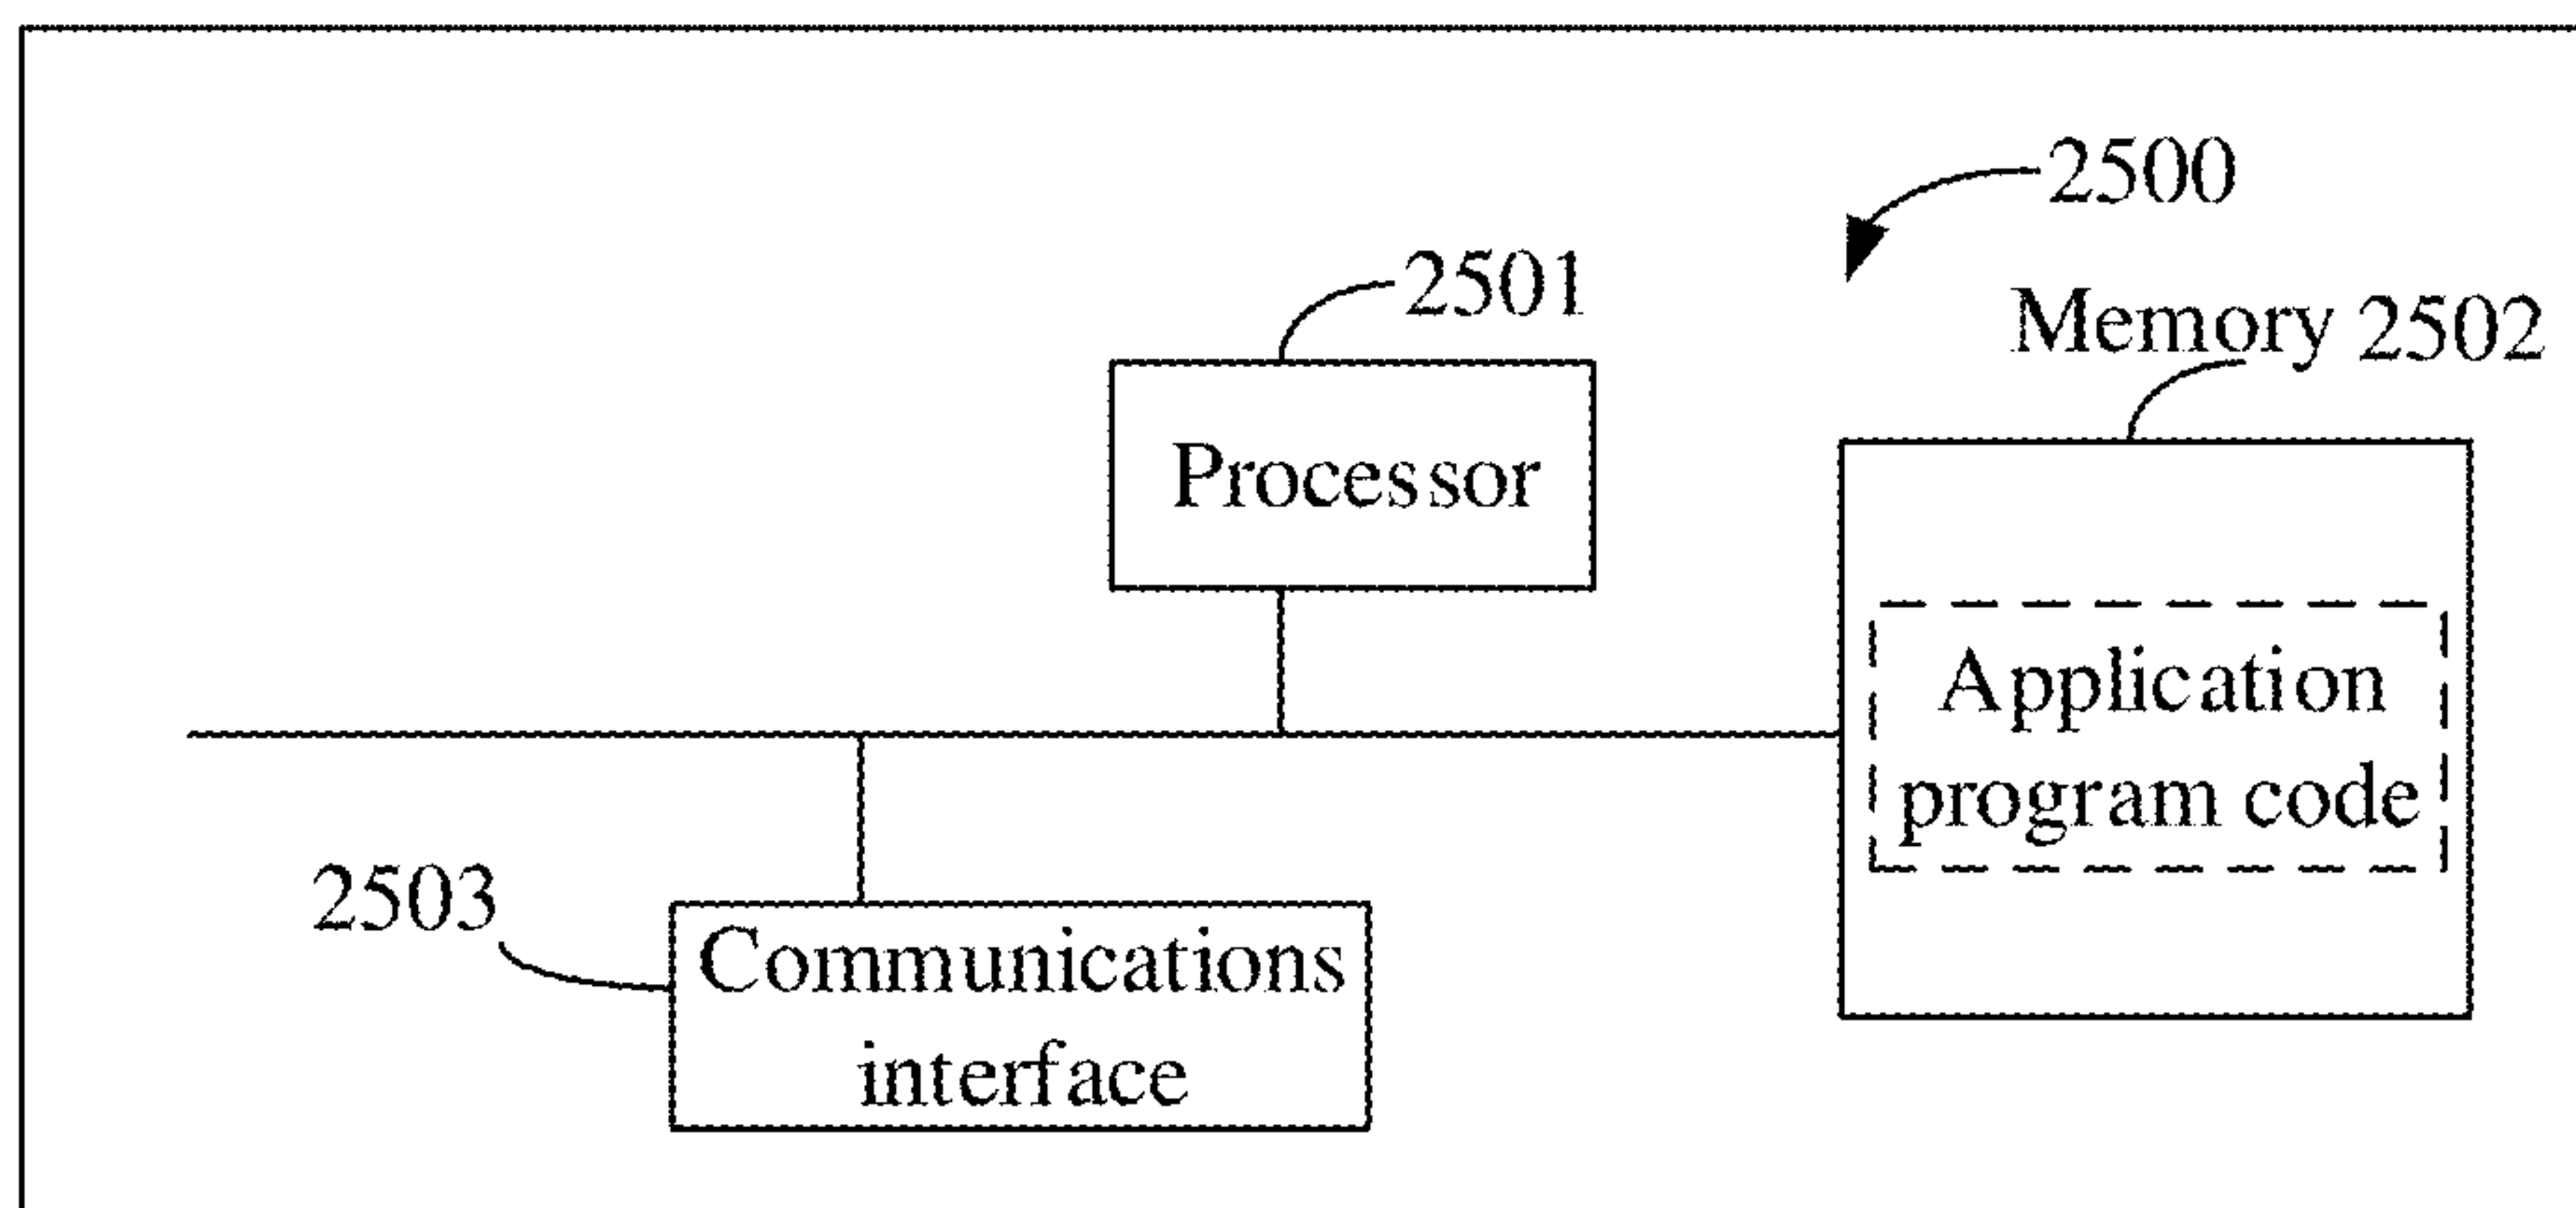 2500
2501
Memory 2502
Processor
Application
program code
2503
Communications
interface